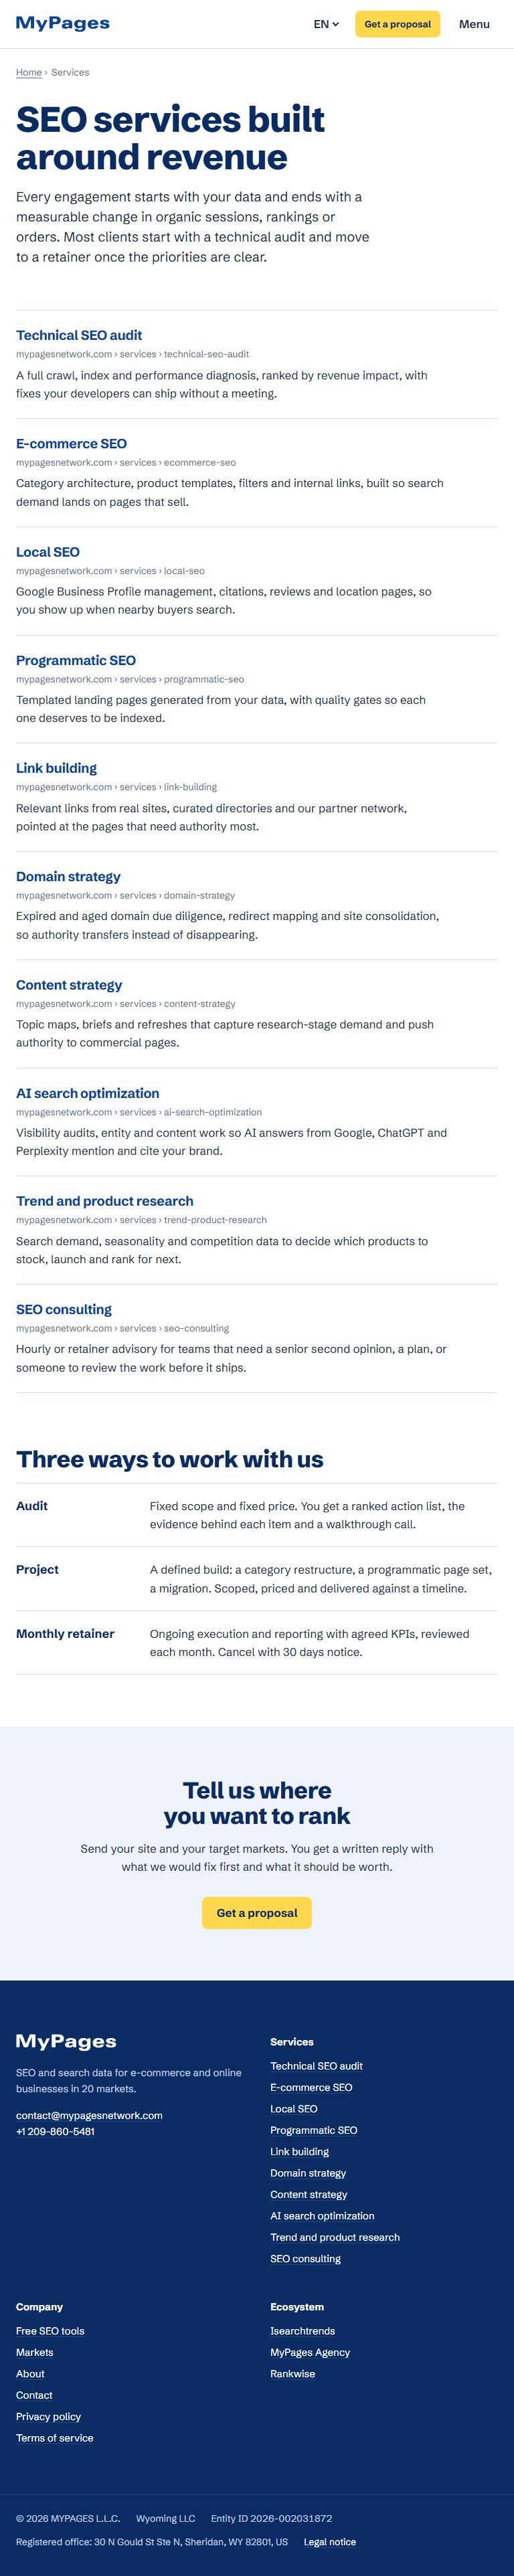 MyPages
EN
Get a proposal
Menu
Home › Services
SEO services built
around revenue
Every engagement starts with your data and ends with a
measurable change in organic sessions, rankings or
orders. Most clients start with a technical audit and move
to a retainer once the priorities are clear.
Technical SEO audit
mypagesnetwork.com › services › technical-seo-audit
A full crawl, index and performance diagnosis, ranked by revenue impact, with
fixes your developers can ship without a meeting.
E-commerce SEO
mypagesnetwork.com › services › ecommerce-seo
Category architecture, product templates, filters and internal links, built so search
demand lands on pages that sell.
Local SEO
mypagesnetwork.com › services › local-seo
Google Business Profile management, citations, reviews and location pages, so
you show up when nearby buyers search.
Programmatic SEO
mypagesnetwork.com › services › programmatic-seo
Templated landing pages generated from your data, with quality gates so each
one deserves to be indexed.
Link building
mypagesnetwork.com › services › link-building
Relevant links from real sites, curated directories and our partner network,
pointed at the pages that need authority most.
Domain strategy
mypagesnetwork.com › services › domain-strategy
Expired and aged domain due diligence, redirect mapping and site consolidation,
so authority transfers instead of disappearing.
Content strategy
mypagesnetwork.com › services › content-strategy
Topic maps, briefs and refreshes that capture research-stage demand and push
authority to commercial pages.
AI search optimization
mypagesnetwork.com › services › ai-search-optimization
Visibility audits, entity and content work so AI answers from Google, ChatGPT and
Perplexity mention and cite your brand.
Trend and product research
mypagesnetwork.com › services › trend-product-research
Search demand, seasonality and competition data to decide which products to
stock, launch and rank for next.
SEO consulting
mypagesnetwork.com › services › seo-consulting
Hourly or retainer advisory for teams that need a senior second opinion, a plan, or
someone to review the work before it ships.
Three ways to work with us
Audit
Fixed scope and fixed price. You get a ranked action list, the
evidence behind each item and a walkthrough call.
Project
A defined build: a category restructure, a programmatic page set,
a migration. Scoped, priced and delivered against a timeline.
Monthly retainer
Ongoing execution and reporting with agreed KPIs, reviewed
each month. Cancel with 30 days notice.
Tell us where
you want to rank
Send your site and your target markets. You get a written reply with
what we would fix first and what it should be worth.
Get a proposal
MyPages
SEO and search data for e-commerce and online
businesses in 20 markets.
contact@mypagesnetwork.com
+1 209-860-5481
Services
Technical SEO audit
E-commerce SEO
Local SEO
Programmatic SEO
Link building
Domain strategy
Content strategy
AI search optimization
Trend and product research
SEO consulting
Company
Free SEO tools
Markets
About
Contact
Privacy policy
Terms of service
Ecosystem
Isearchtrends
MyPages Agency
Rankwise
© 2026 MYPAGES L.L.C. Wyoming LLC Entity ID 2026-002031872
Registered office: 30 N Gould St Ste N, Sheridan, WY 82801, US Legal notice